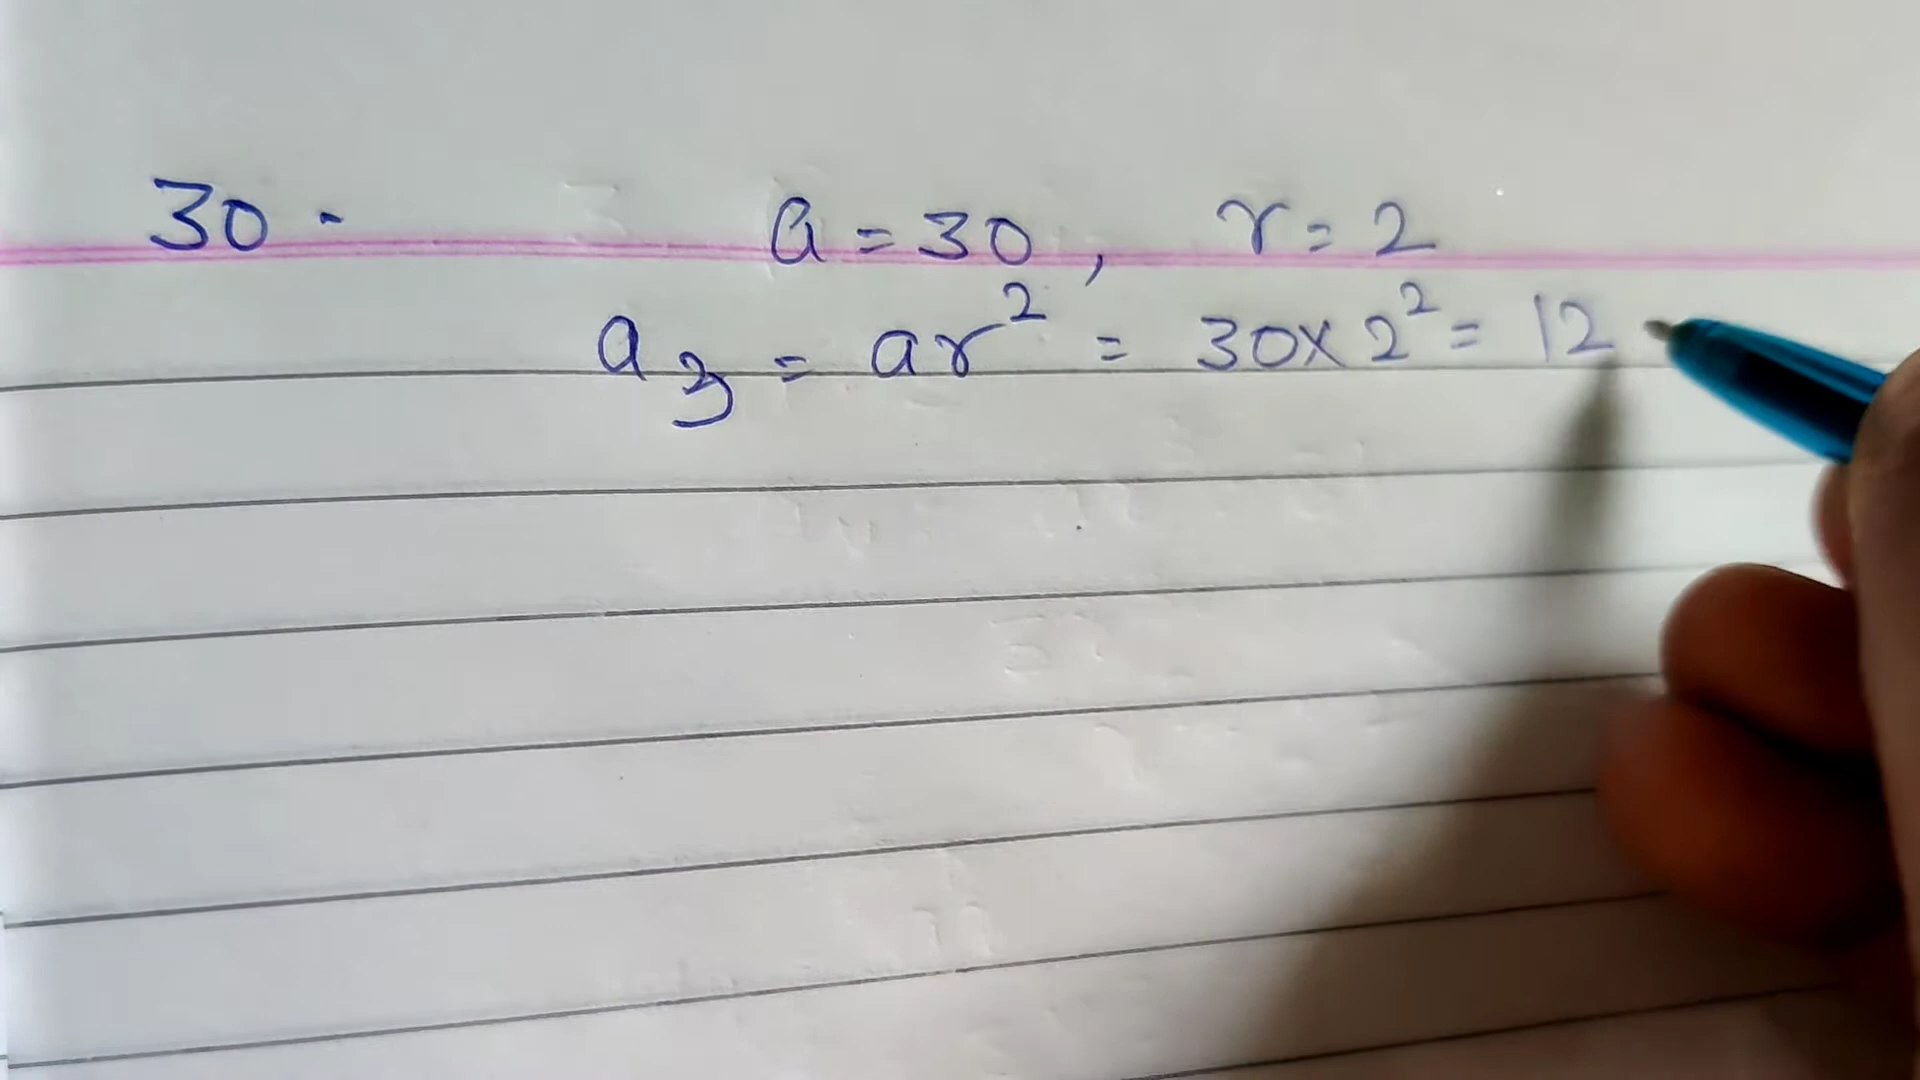 30 - a = 30 , r = 2
a₃ = ar² = 30 × 2² = 12